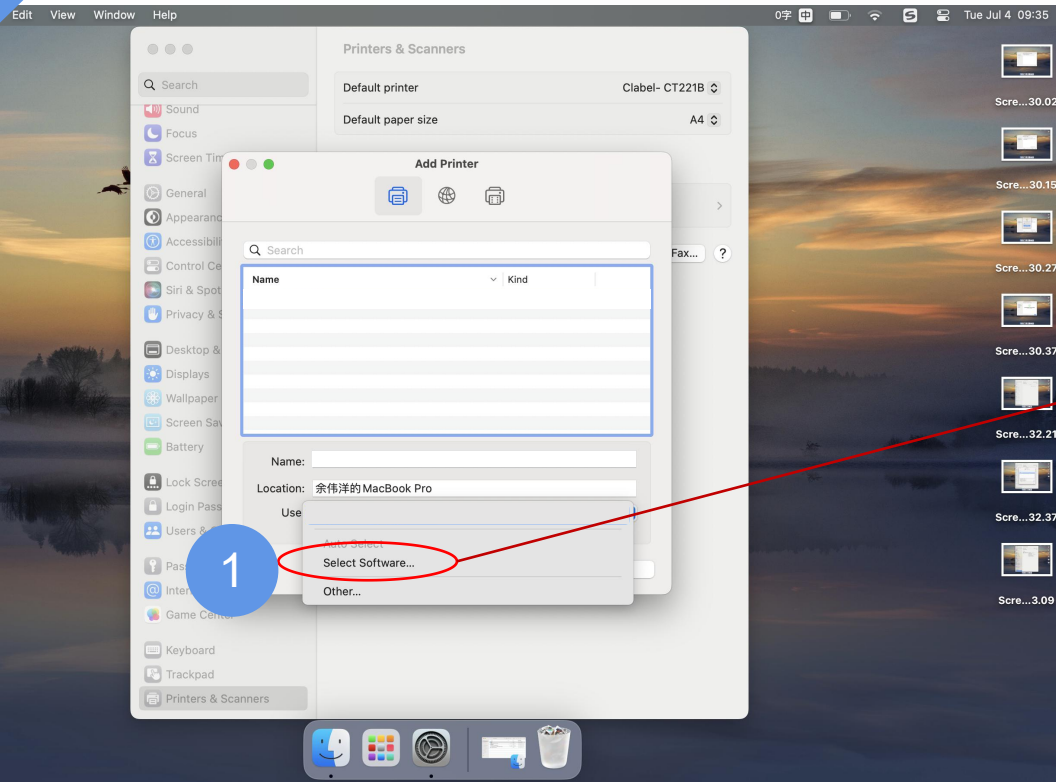 Edit View Window Help 0字 中 Tue Jul 4 09:35
Printers & Scanners
Search
Default printer Clabel- CT221B
Default paper size A4
Sound
Focus
Screen Tim
Add Printer
General
Appearanc
Accessibili
Control Ce
Siri & Spot
Privacy & S
Fax... ?
Search
Name Kind
Desktop &
Displays
Wallpaper
Screen Sav
Battery
Name:
Location: 余伟洋的MacBook Pro
Use
Auto Select
Select Software...
Other...
Lock Scree
Login Pass
Users &
1
Pas
Inter
Game Center
Keyboard
Trackpad
Printers & Scanners
Scre...30.02
Scre...30.15
Scre...30.27
Scre...30.37
Scre...32.21
Scre...32.37
Scre...3.09